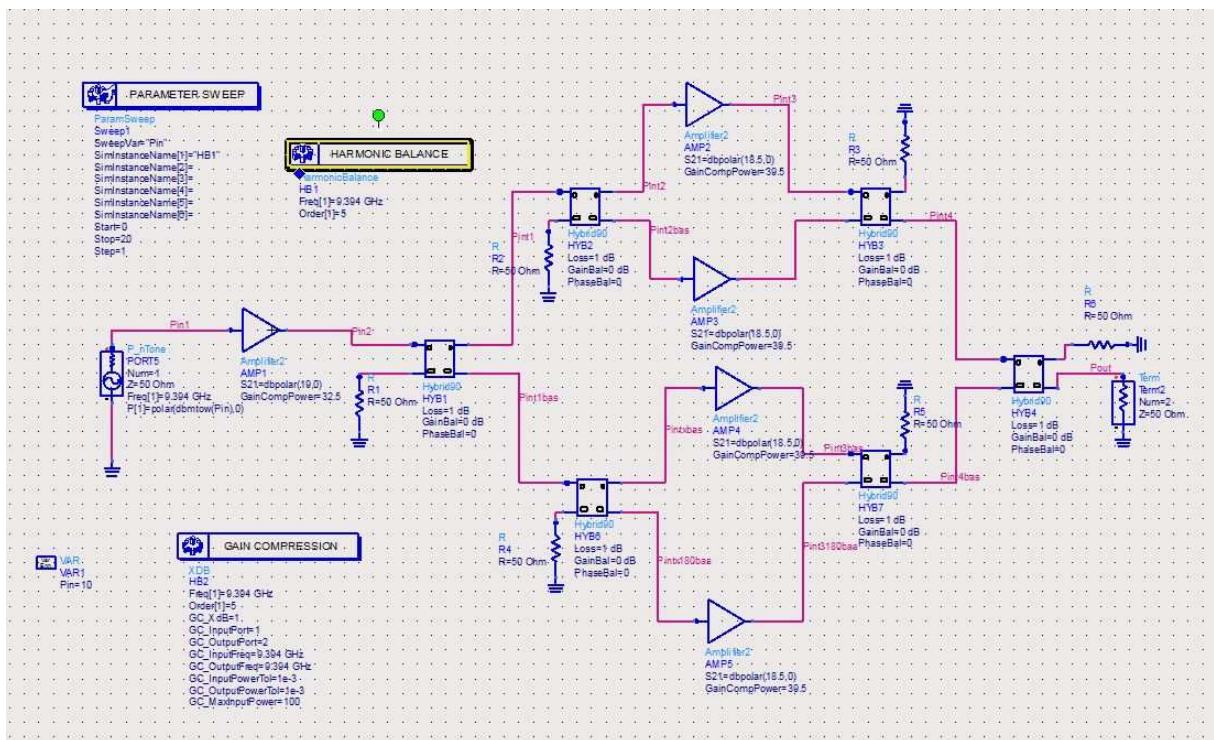 PARAMETER SWEEP
ParamSweep
Sweep1
SweepVar="Pin"
SimInstanceName[1]="HB1"
SimInstanceName[2]=
SimInstanceName[3]=
SimInstanceName[4]=
SimInstanceName[5]=
SimInstanceName[6]=
Start=0
Stop=20
Step=1
HARMONIC BALANCE
HarmonicBalance
HB1
Freq[1]=9.394 GHz
Order[1]=5
Pint3
Amplifier2
AMP2
S21=dbpolar(18.5,0)
GainCompPower=39.5
R
R3
R=50 Ohm
Pint2
Pint1
R
R2
R=50 Ohm
Hybrid90
HYB2
Loss=1 dB
GainBal=0 dB
PhaseBal=0
Pint2bas
Amplifier2
AMP3
S21=dbpolar(18.5,0)
GainCompPower=39.5
Hybrid90
HYB3
Loss=1 dB
GainBal=0 dB
PhaseBal=0
Pint4
R
R6
R=50 Ohm
Pin1
P_nTone
PORT5
Num=1
Z=50 Ohm
Freq[1]=9.394 GHz
P[1]=polar(dbmtow(Pin),0)
Amplifier2
AMP1
S21=dbpolar(19,0)
GainCompPower=32.5
Pin2
R
R1
R=50 Ohm
Hybrid90
HYB1
Loss=1 dB
GainBal=0 dB
PhaseBal=0
Pint1bas
Pintxbas
Amplifier2
AMP4
S21=dbpolar(18.5,0)
GainCompPower=39.5
Pint3bas
R
R5
R=50 Ohm
Hybrid90
HYB4
Loss=1 dB
GainBal=0 dB
PhaseBal=0
Pout
Term
Term2
Num=2
Z=50 Ohm
Pint4bas
Hybrid90
HYB7
Loss=1 dB
GainBal=0 dB
PhaseBal=0
R
R4
R=50 Ohm
Hybrid90
HYB6
Loss=1 dB
GainBal=0 dB
PhaseBal=0
Pintx180bas
Pint3180bas
Amplifier2
AMP5
S21=dbpolar(18.5,0)
GainCompPower=39.5
Var
Eqn
VAR
VAR1
Pin=10
GAIN COMPRESSION
XDB
HB2
Freq[1]=9.394 GHz
Order[1]=5
GC_XdB=1
GC_InputPort=1
GC_OutputPort=2
GC_InputFreq=9.394 GHz
GC_OutputFreq=9.394 GHz
GC_InputPowerTol=1e-3
GC_OutputPowerTol=1e-3
GC_MaxInputPower=100